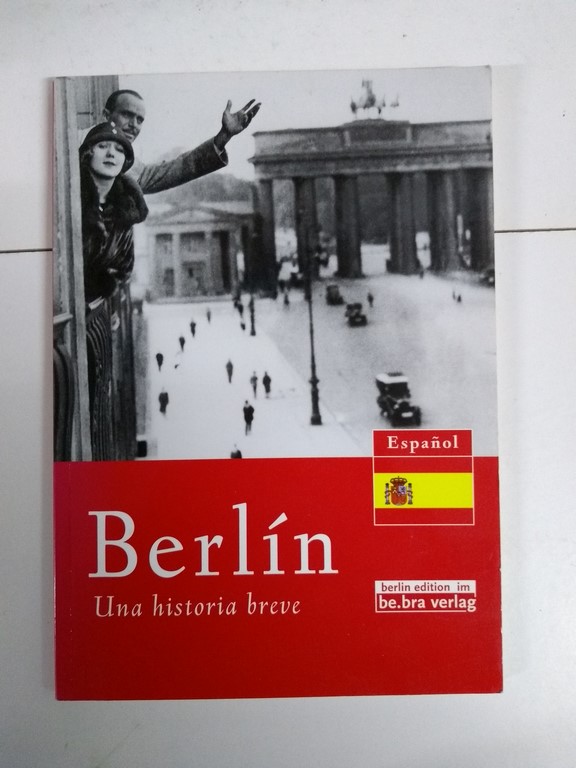 Español
Berlín
Una historia breve
berlin edition im
be.bra verlag